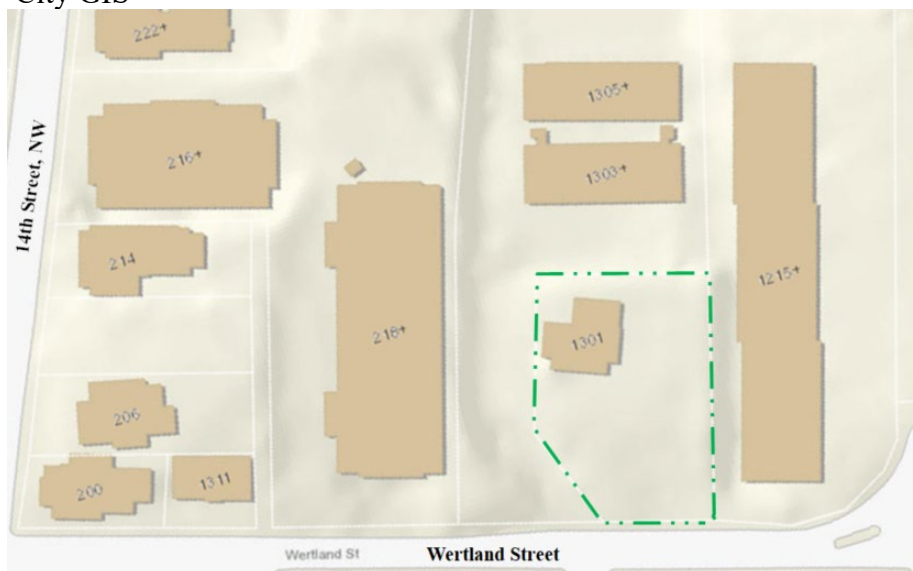 City GIS
222+
1305+
216+
1303+
14th Street, NW
214
1215+
218+
1301
206
1311
200
Wertland St
Wertland Street